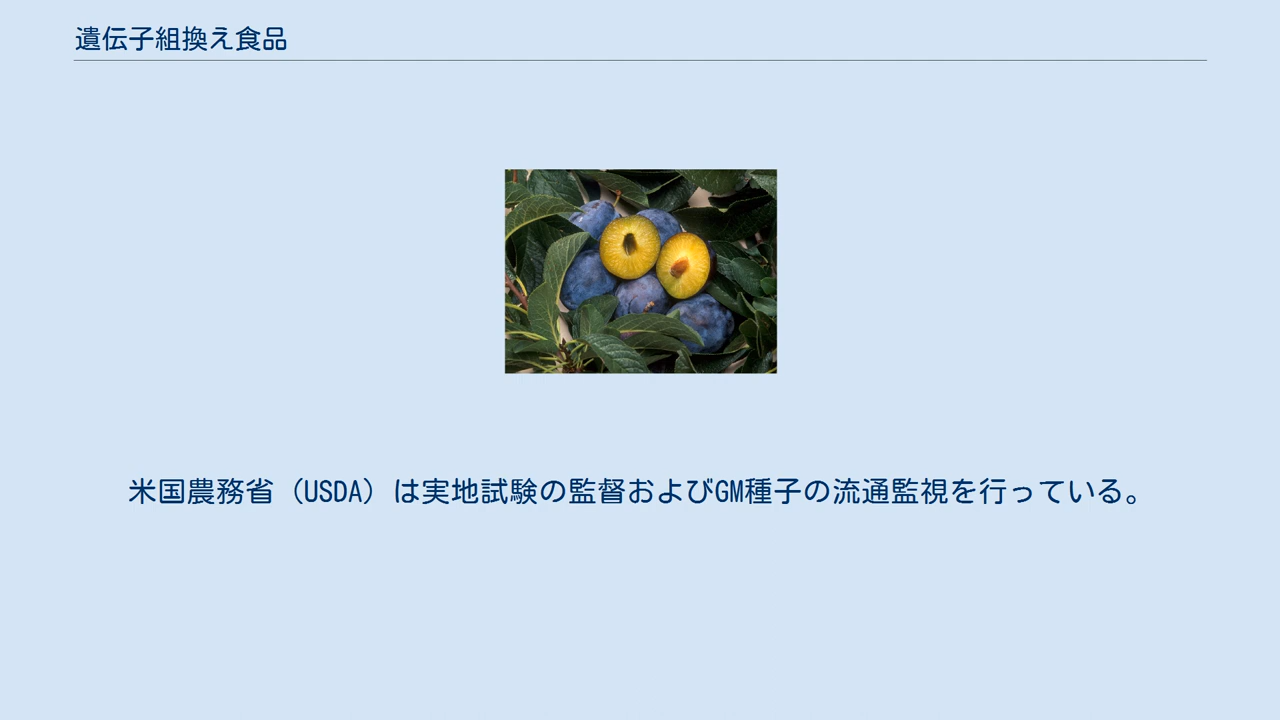 遺伝子組換え食品
米国農務省（USDA）は実地試験の監督およびGM種子の流通監視を行っている。